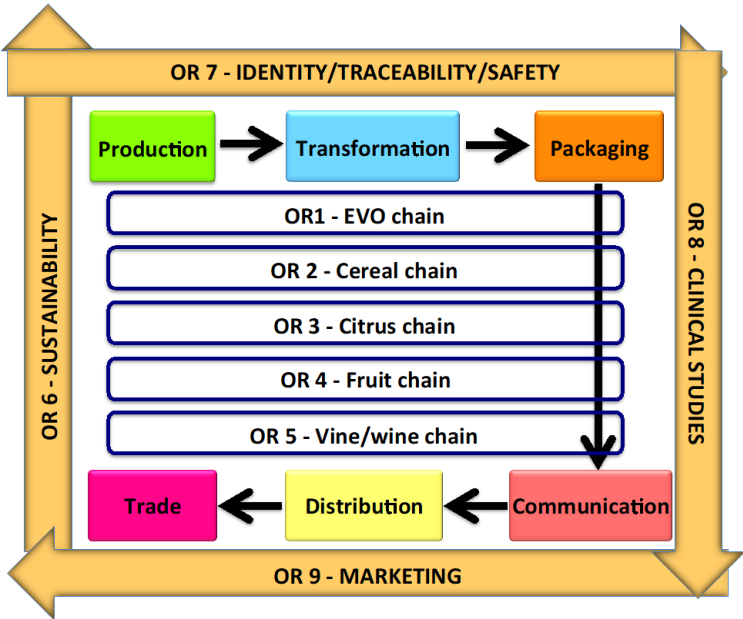 OR 7 - IDENTITY/TRACEABILITY/SAFETY
Production
Transformation
Packaging
OR1 - EVO chain
OR 2 - Cereal chain
OR 3 - Citrus chain
OR 4 - Fruit chain
OR 5 - Vine/wine chain
OR 6 - SUSTAINABILITY
OR 8 - CLINICAL STUDIES
Trade
Distribution
Communication
OR 9 - MARKETING